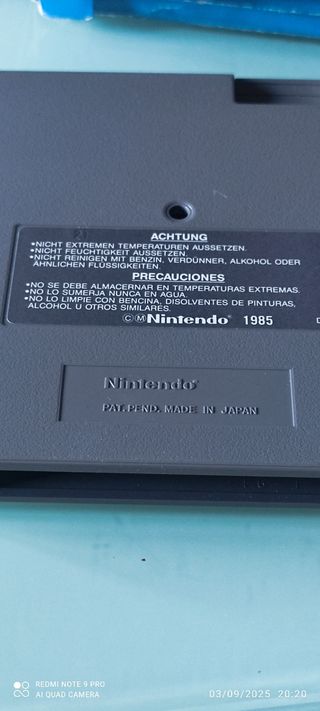 ACHTUNG
•NICHT EXTREMEN TEMPERATUREN AUSSETZEN.
•NICHT FEUCHTIGKEIT AUSSETZEN.
•NICHT REINIGEN MIT BENZIN, VERDÜNNER, ALKOHOL ODER
ÄHNLICHEN FLÜSSIGKEITEN.
PRECAUCIONES
•NO SE DEBE ALMACERNAR EN TEMPERATURAS EXTREMAS.
•NO LO SUMERJA NUNCA EN AGUA.
•NO LO LIMPIE CON BENCINA, DISOLVENTES DE PINTURAS,
ALCOHOL U OTROS SIMILARES.
©Ⓜ Nintendo® 1985
Nintendo®
PAT. PEND. MADE IN JAPAN
REDMI NOTE 9 PRO
AI QUAD CAMERA
03/09/2025 20:20